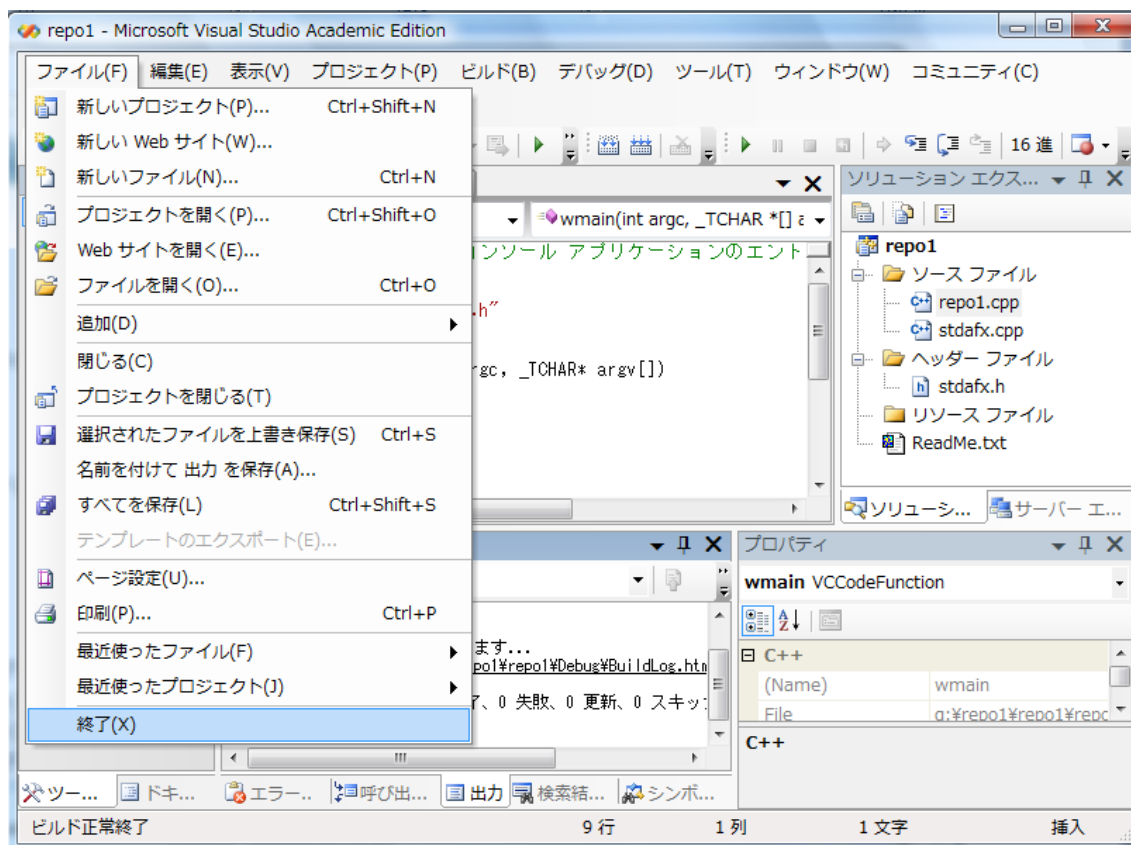 repo1 - Microsoft Visual Studio Academic Edition
ファイル(F) 編集(E) 表示(V) プロジェクト(P) ビルド(B) デバッグ(D) ツール(T) ウィンドウ(W) コミュニティ(C)
新しいプロジェクト(P)... Ctrl+Shift+N
新しい Web サイト(W)...
新しいファイル(N)... Ctrl+N
プロジェクトを開く(P)... Ctrl+Shift+O
Web サイトを開く(E)...
ファイルを開く(O)... Ctrl+O
追加(D)
閉じる(C)
プロジェクトを閉じる(T)
選択されたファイルを上書き保存(S) Ctrl+S
名前を付けて 出力 を保存(A)...
すべてを保存(L) Ctrl+Shift+S
テンプレートのエクスポート(E)...
ページ設定(U)...
印刷(P)... Ctrl+P
最近使ったファイル(F)
最近使ったプロジェクト(J)
終了(X)
16 進
wmain(int argc, _TCHAR *[] a
ンソール アプリケーションのエント
.h"
rgc, _TCHAR* argv[])
ソリューション エクス...
repo1
ソース ファイル
repo1.cpp
stdafx.cpp
ヘッダー ファイル
stdafx.h
リソース ファイル
ReadMe.txt
ソリューシ... サーバー エ...
ます...
po1¥repo1¥Debug¥BuildLog.htm
、0 失敗、0 更新、0 スキップ
プロパティ
wmain VCCodeFunction
C++
(Name) wmain
File g:¥repo1¥repo1¥repo
C++
ツー... ドキ... エラー.. 呼び出... 出力 検索結... シンボ...
ビルド正常終了 9 行 1 列 1 文字 挿入